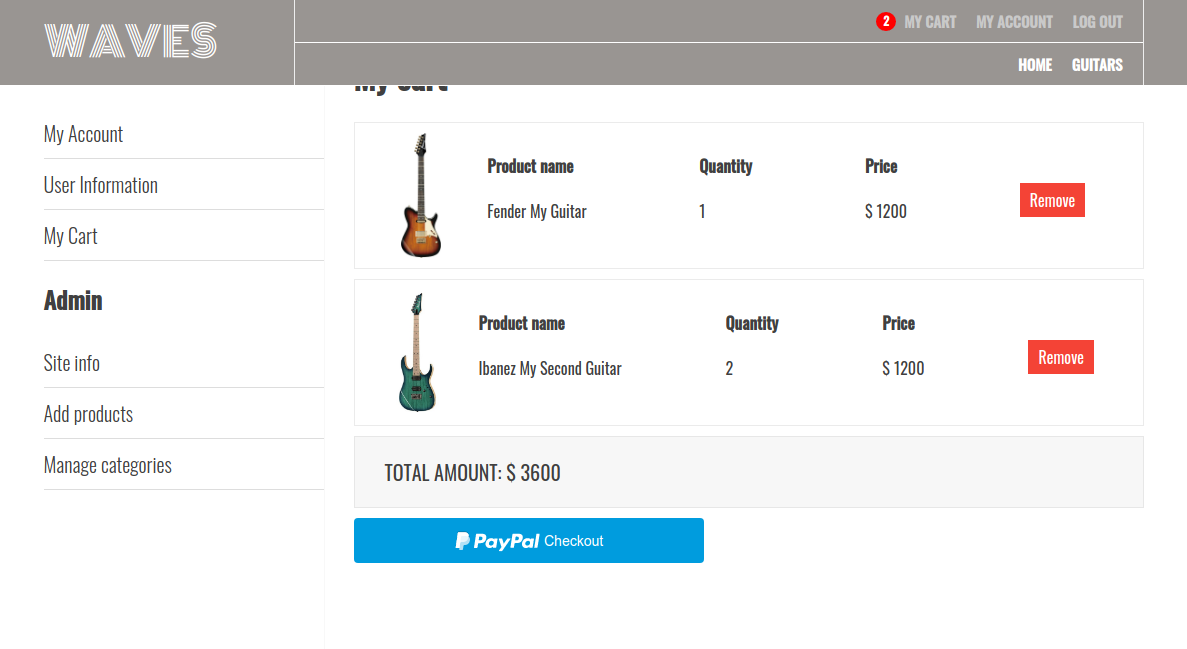 WAVES
2 MY CART MY ACCOUNT LOG OUT
HOME GUITARS
My Cart
My Account
User Information
My Cart
Admin
Site info
Add products
Manage categories
Product name Quantity Price
Fender My Guitar 1 $ 1200
Remove
Product name Quantity Price
Ibanez My Second Guitar 2 $ 1200
Remove
TOTAL AMOUNT: $ 3600
PayPal Checkout